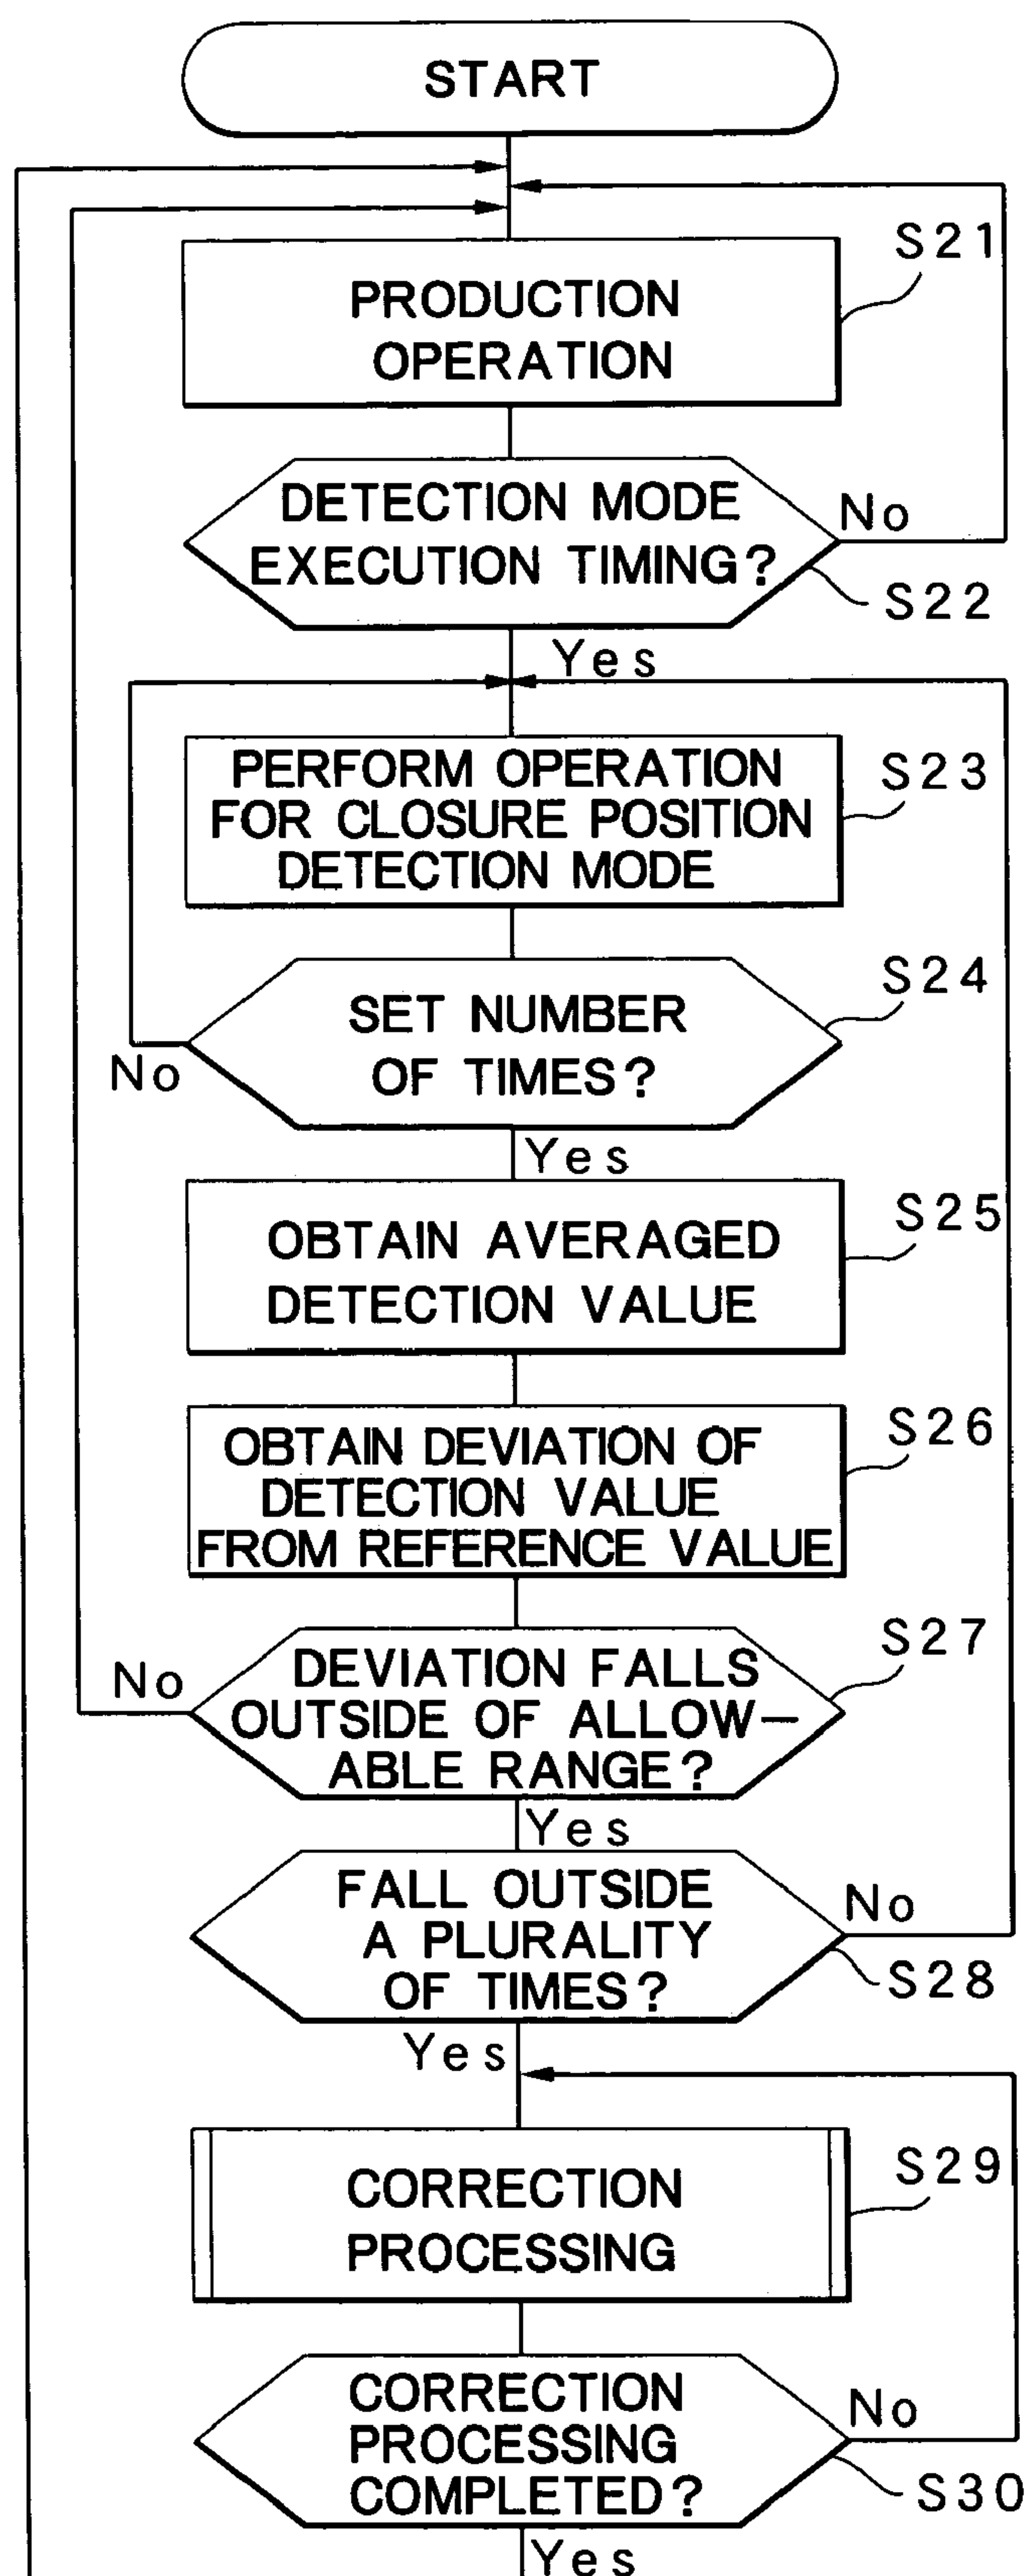 START
S21
PRODUCTION
OPERATION
DETECTION MODE
EXECUTION TIMING?
No
S22
Yes
PERFORM OPERATION
FOR CLOSURE POSITION
DETECTION MODE
S23
SET NUMBER
OF TIMES?
S24
No
Yes
OBTAIN AVERAGED
DETECTION VALUE
S25
OBTAIN DEVIATION OF
DETECTION VALUE
FROM REFERENCE VALUE
S26
DEVIATION FALLS
OUTSIDE OF ALLOW-
ABLE RANGE?
S27
No
Yes
FALL OUTSIDE
A PLURALITY
OF TIMES?
No
S28
Yes
CORRECTION
PROCESSING
S29
CORRECTION
PROCESSING
COMPLETED?
No
S30
Yes